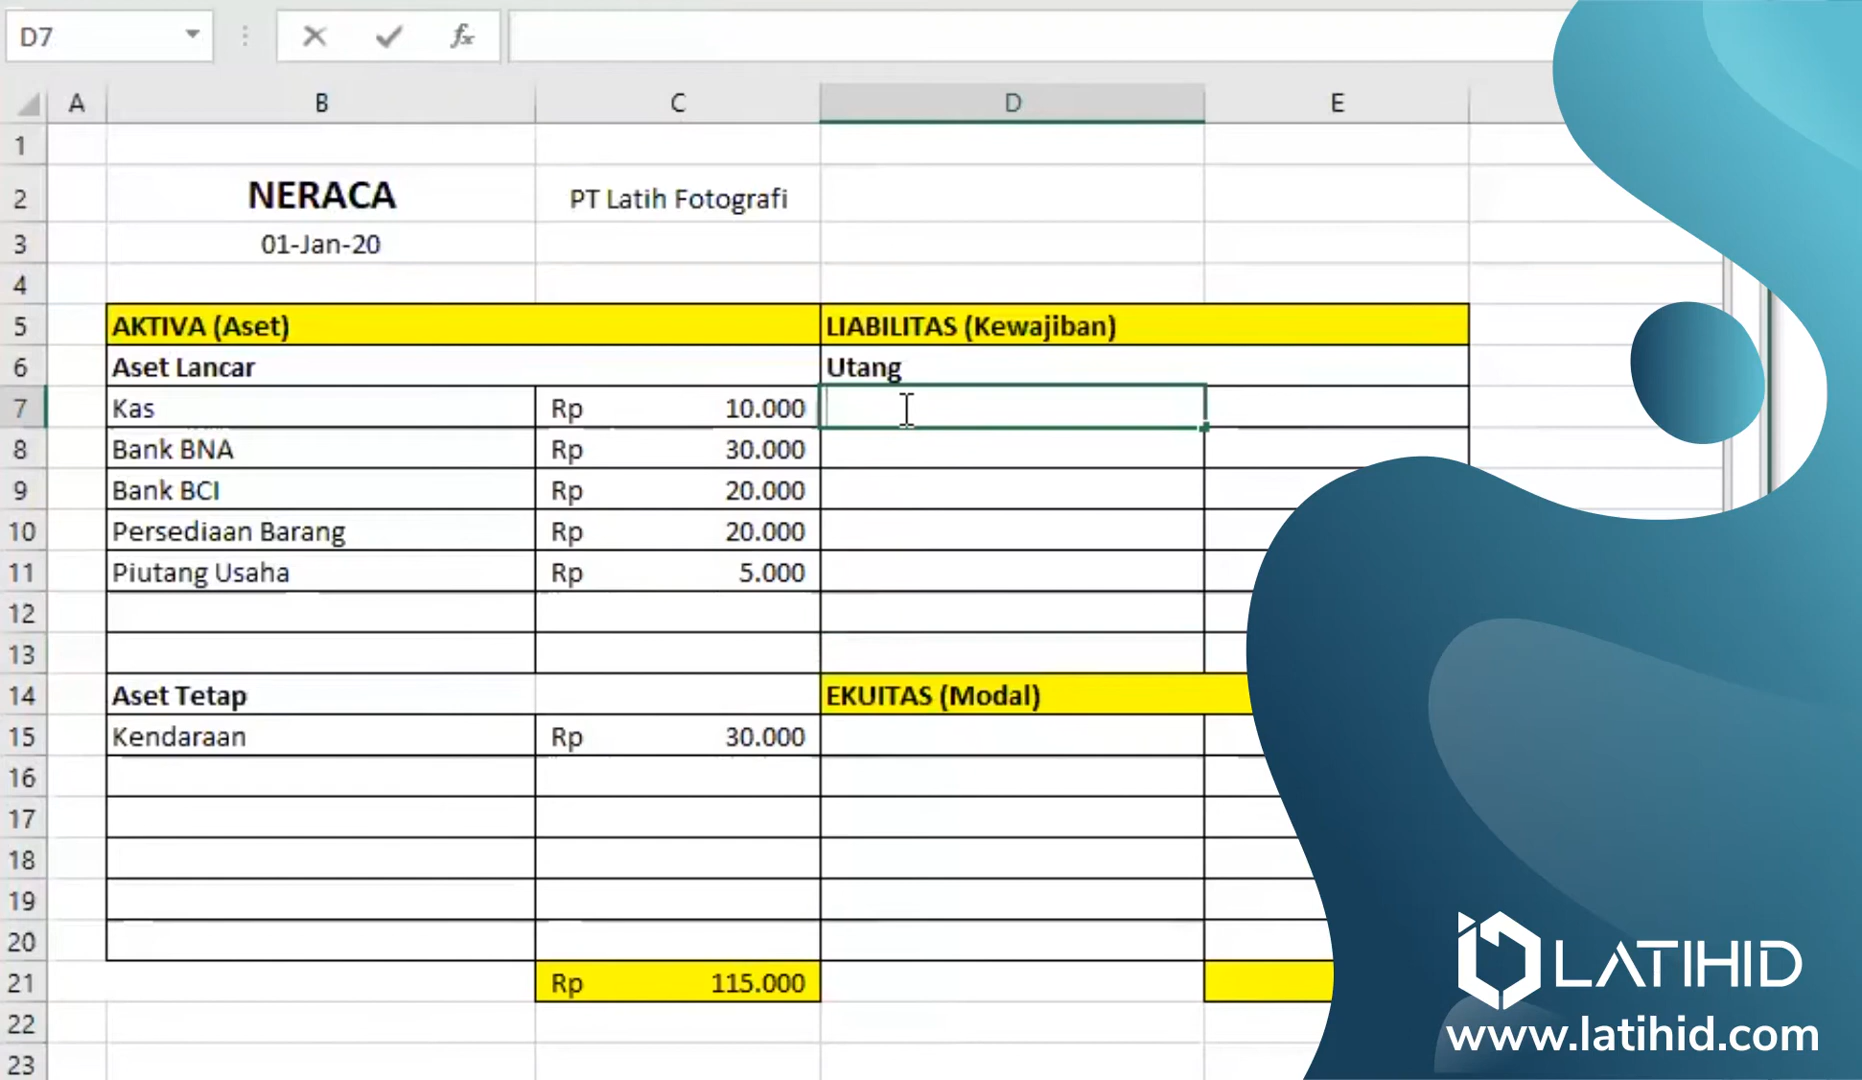 D7
fx
A B C D E
1
2 NERACA PT Latih Fotografi
3 01-Jan-20
4
5 AKTIVA (Aset) LIABILITAS (Kewajiban)
6 Aset Lancar Utang
7 Kas Rp 10.000
8 Bank BNA Rp 30.000
9 Bank BCI Rp 20.000
10 Persediaan Barang Rp 20.000
11 Piutang Usaha Rp 5.000
12
13
14 Aset Tetap EKUITAS (Modal)
15 Kendaraan Rp 30.000
16
17
18
19
20
21 Rp 115.000
22
23
LATIHID
www.latihid.com